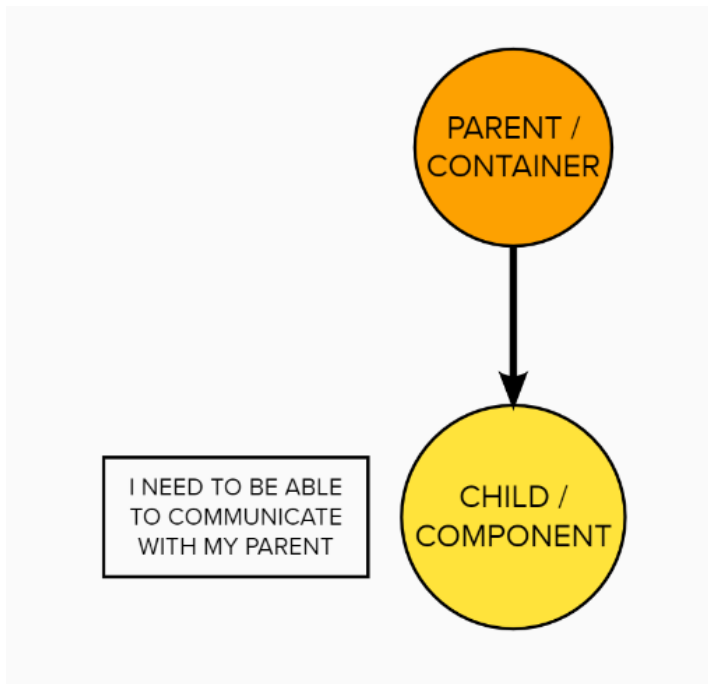 PARENT /
CONTAINER
I NEED TO BE ABLE
TO COMMUNICATE
WITH MY PARENT
CHILD /
COMPONENT